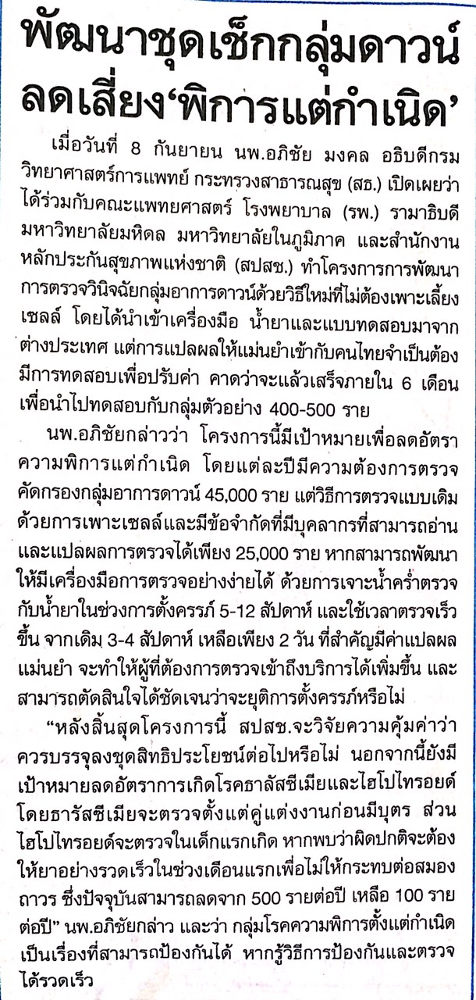 พัฒนาชุดเช็กกลุ่มดาวน์
ลดเสี่ยง‘พิการแต่กำเนิด’
เมื่อวันที่ 8 กันยายน นพ.อภิชัย มงคล อธิบดีกรม
วิทยาศาสตร์การแพทย์ กระทรวงสาธารณสุข (สธ.) เปิดเผยว่า
ได้ร่วมกับคณะแพทยศาสตร์ โรงพยาบาล (รพ.) รามาธิบดี
มหาวิทยาลัยมหิดล มหาวิทยาลัยในภูมิภาค และสำนักงาน
หลักประกันสุขภาพแห่งชาติ (สปสช.) ทำโครงการการพัฒนา
การตรวจวินิจฉัยกลุ่มอาการดาวน์ด้วยวิธีใหม่ที่ไม่ต้องเพาะเลี้ยง
เซลล์ โดยได้นำเข้าเครื่องมือ น้ำยาและแบบทดสอบมาจาก
ต่างประเทศ แต่การแปลผลให้แม่นยำเข้ากับคนไทยจำเป็นต้อง
มีการทดสอบเพื่อปรับค่า คาดว่าจะแล้วเสร็จภายใน 6 เดือน
เพื่อนำไปทดสอบกับกลุ่มตัวอย่าง 400-500 ราย
นพ.อภิชัยกล่าวว่า โครงการนี้มีเป้าหมายเพื่อลดอัตรา
ความพิการแต่กำเนิด โดยแต่ละปีมีความต้องการตรวจ
คัดกรองกลุ่มอาการดาวน์ 45,000 ราย แต่วิธีการตรวจแบบเดิม
ด้วยการเพาะเซลล์และมีข้อจำกัดที่มีบุคลากรที่สามารถอ่าน
และแปลผลการตรวจได้เพียง 25,000 ราย หากสามารถพัฒนา
ให้มีเครื่องมือการตรวจอย่างง่ายได้ ด้วยการเจาะน้ำคร่ำตรวจ
กับน้ำยาในช่วงการตั้งครรภ์ 5-12 สัปดาห์ และใช้เวลาตรวจเร็ว
ขึ้น จากเดิม 3-4 สัปดาห์ เหลือเพียง 2 วัน ที่สำคัญมีค่าแปลผล
แม่นยำ จะทำให้ผู้ที่ต้องการตรวจเข้าถึงบริการได้เพิ่มขึ้น และ
สามารถตัดสินใจได้ชัดเจนว่าจะยุติการตั้งครรภ์หรือไม่
“หลังสิ้นสุดโครงการนี้ สปสช.จะวิจัยความคุ้มค่าว่า
ควรบรรจุลงชุดสิทธิประโยชน์ต่อไปหรือไม่ นอกจากนี้ยังมี
เป้าหมายลดอัตราการเกิดโรคธาลัสซีเมียและไฮโปไทรอยด์
โดยธารัสซีเมียจะตรวจตั้งแต่คู่แต่งงานก่อนมีบุตร ส่วน
ไฮโปไทรอยด์จะตรวจในเด็กแรกเกิด หากพบว่าผิดปกติจะต้อง
ให้ยาอย่างรวดเร็วในช่วงเดือนแรกเพื่อไม่ให้กระทบต่อสมอง
ถาวร ซึ่งปัจจุบันสามารถลดจาก 500 รายต่อปี เหลือ 100 ราย
ต่อปี” นพ.อภิชัยกล่าว และว่า กลุ่มโรคความพิการตั้งแต่กำเนิด
เป็นเรื่องที่สามารถป้องกันได้ หากรู้วิธีการป้องกันและตรวจ
ได้รวดเร็ว